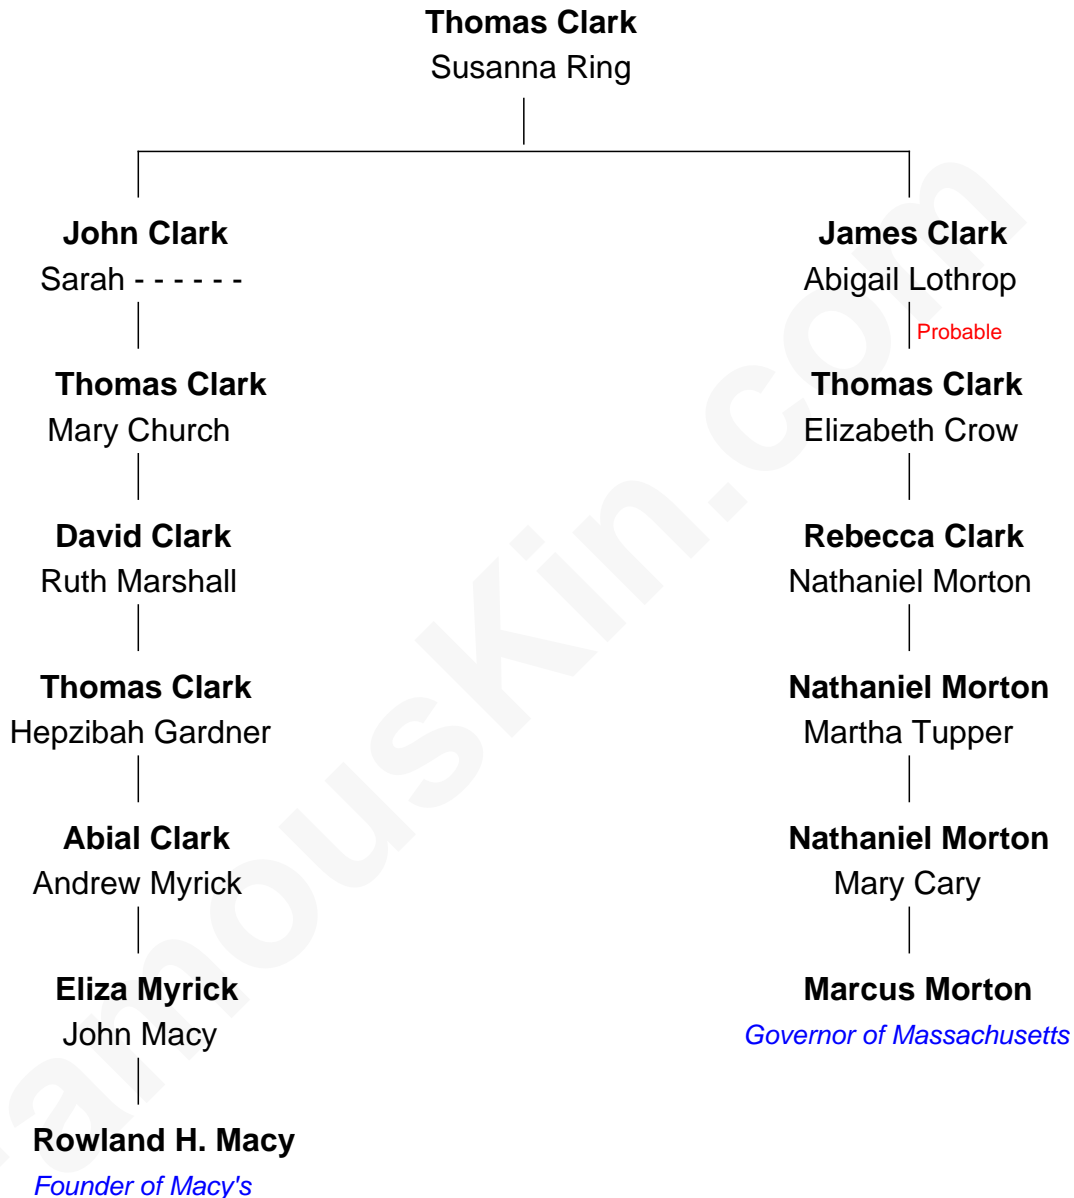 Thomas Clark
Susanna Ring
John Clark
Sarah - - - - - -
James Clark
Abigail Lothrop
Probable
Thomas Clark
Mary Church
Thomas Clark
Elizabeth Crow
David Clark
Ruth Marshall
Rebecca Clark
Nathaniel Morton
Thomas Clark
Hepzibah Gardner
Nathaniel Morton
Martha Tupper
Abial Clark
Andrew Myrick
Nathaniel Morton
Mary Cary
Eliza Myrick
John Macy
Marcus Morton
Governor of Massachusetts
Rowland H. Macy
Founder of Macy's
amousKin.com